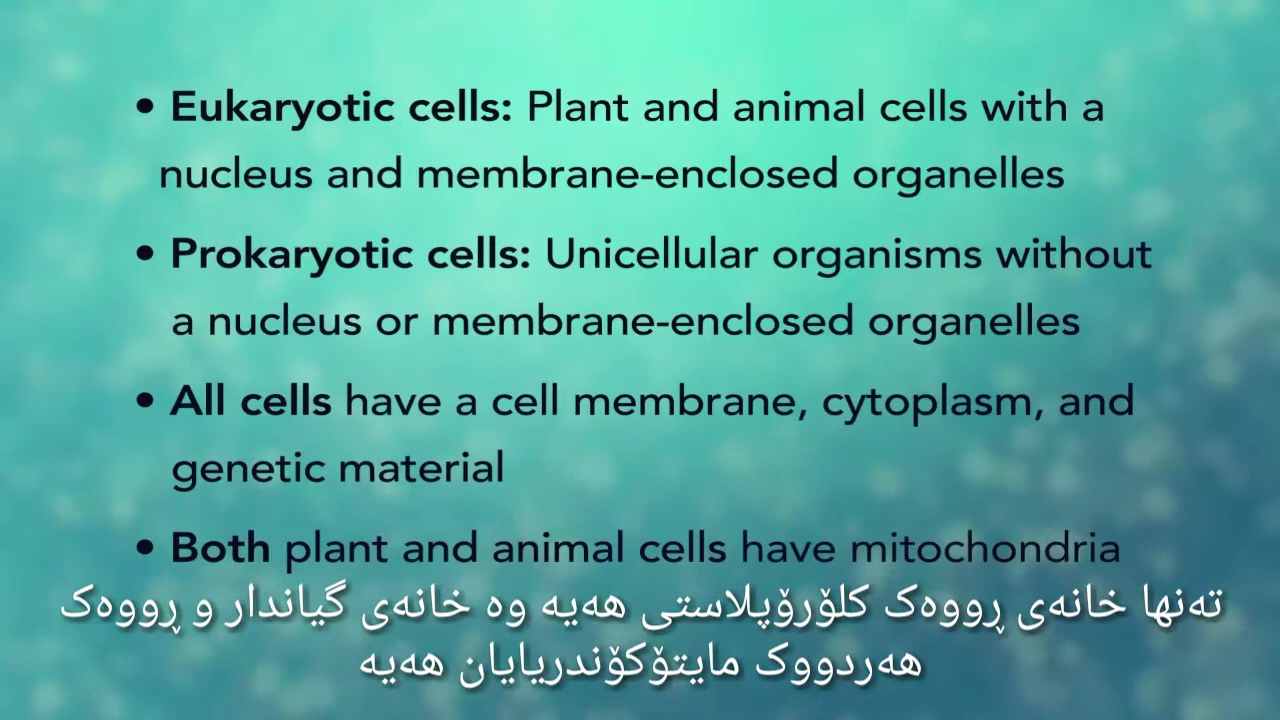 • Eukaryotic cells: Plant and animal cells with a
nucleus and membrane-enclosed organelles
• Prokaryotic cells: Unicellular organisms without
a nucleus or membrane-enclosed organelles
• All cells have a cell membrane, cytoplasm, and
genetic material
• Both plant and animal cells have mitochondria
تەنها خانەی ڕووەک کلۆرۆپلاستی هەیە وە خانەی گیاندار و ڕووەک
هەردووک مایتۆکۆندریایان هەیە